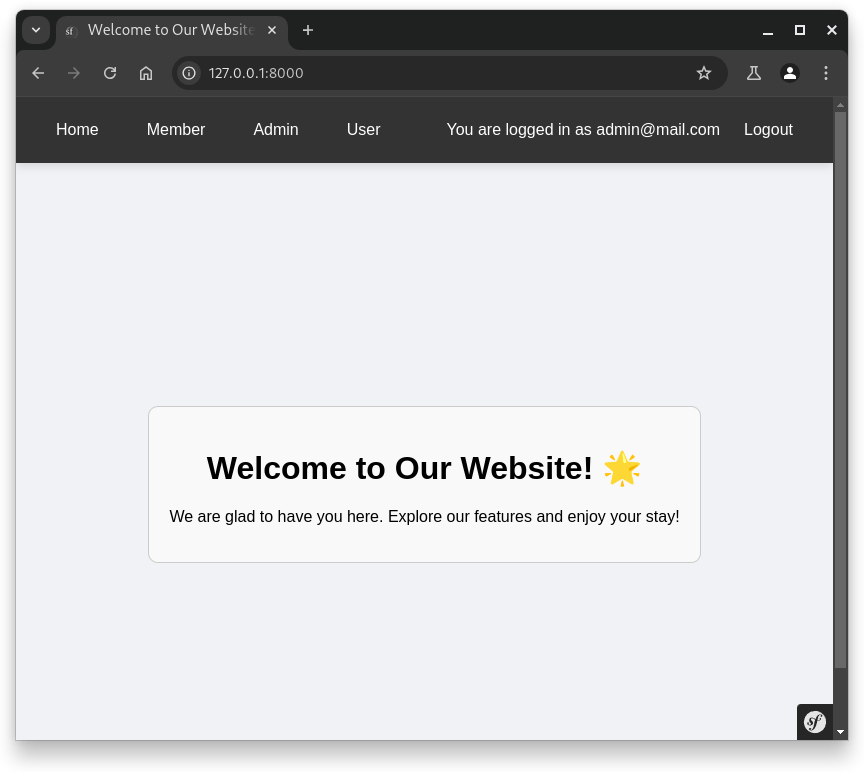 Welcome to Our Website
127.0.0.1:8000
Home Member Admin User You are logged in as admin@mail.com Logout
Welcome to Our Website! 🌟
We are glad to have you here. Explore our features and enjoy your stay!
sf